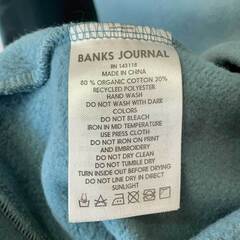 BANKS JOURNAL
RN 143118
MADE IN CHINA
80 % ORGANIC COTTON 20%
RECYCLED POLYESTER
HAND WASH
DO NOT WASH WITH DARK
COLORS
DO NOT BLEACH
IRON IN MID TEMPERATURE
USE PRESS CLOTH
DO NOT IRON ON PRINT
AND EMBROIDERY
DO NOT DRY CLEAN
DO NOT TUMBLE DRY
TURN INSIDE OUT BEFORE DRYING
DO NOT LINE DRY IN DIRECT
SUNLIGHT